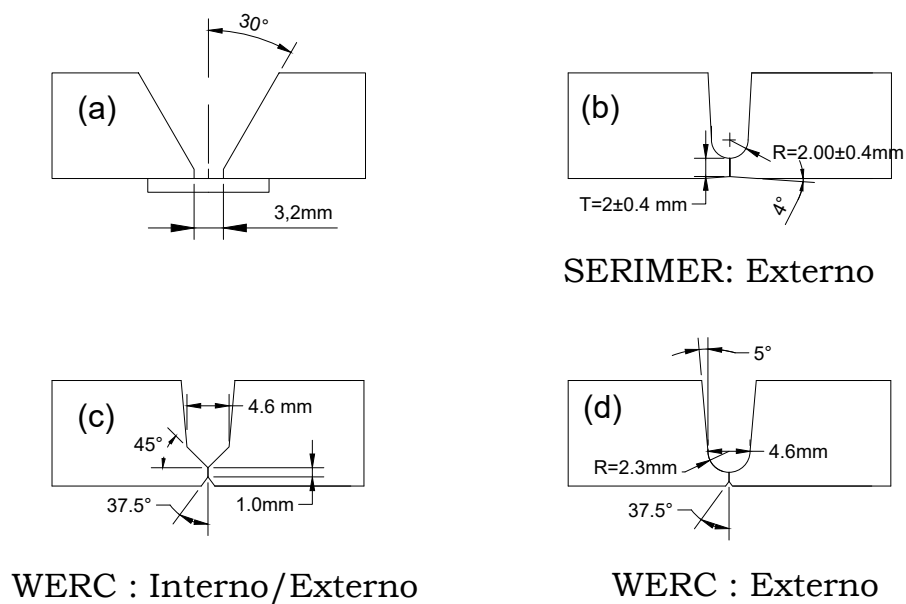 30°
(a)
3,2mm
(b)
R=2.00±0.4mm
T=2±0.4 mm
4°
SERIMER: Externo
(c)
4.6 mm
45°
37.5°
1.0mm
WERC : Interno/Externo
5°
(d)
R=2.3mm
4.6mm
37.5°
WERC : Externo